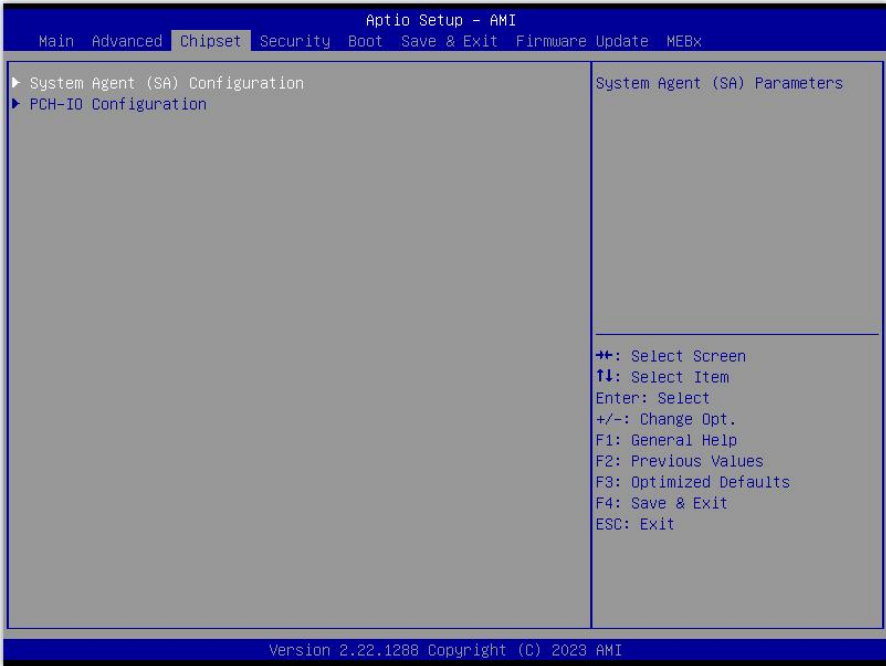 Aptio Setup – AMI
Main Advanced Chipset Security Boot Save & Exit Firmware Update MEBx
▶ System Agent (SA) Configuration
▶ PCH-IO Configuration
System Agent (SA) Parameters
→←: Select Screen
↑↓: Select Item
Enter: Select
+/-: Change Opt.
F1: General Help
F2: Previous Values
F3: Optimized Defaults
F4: Save & Exit
ESC: Exit
Version 2.22.1288 Copyright (C) 2023 AMI